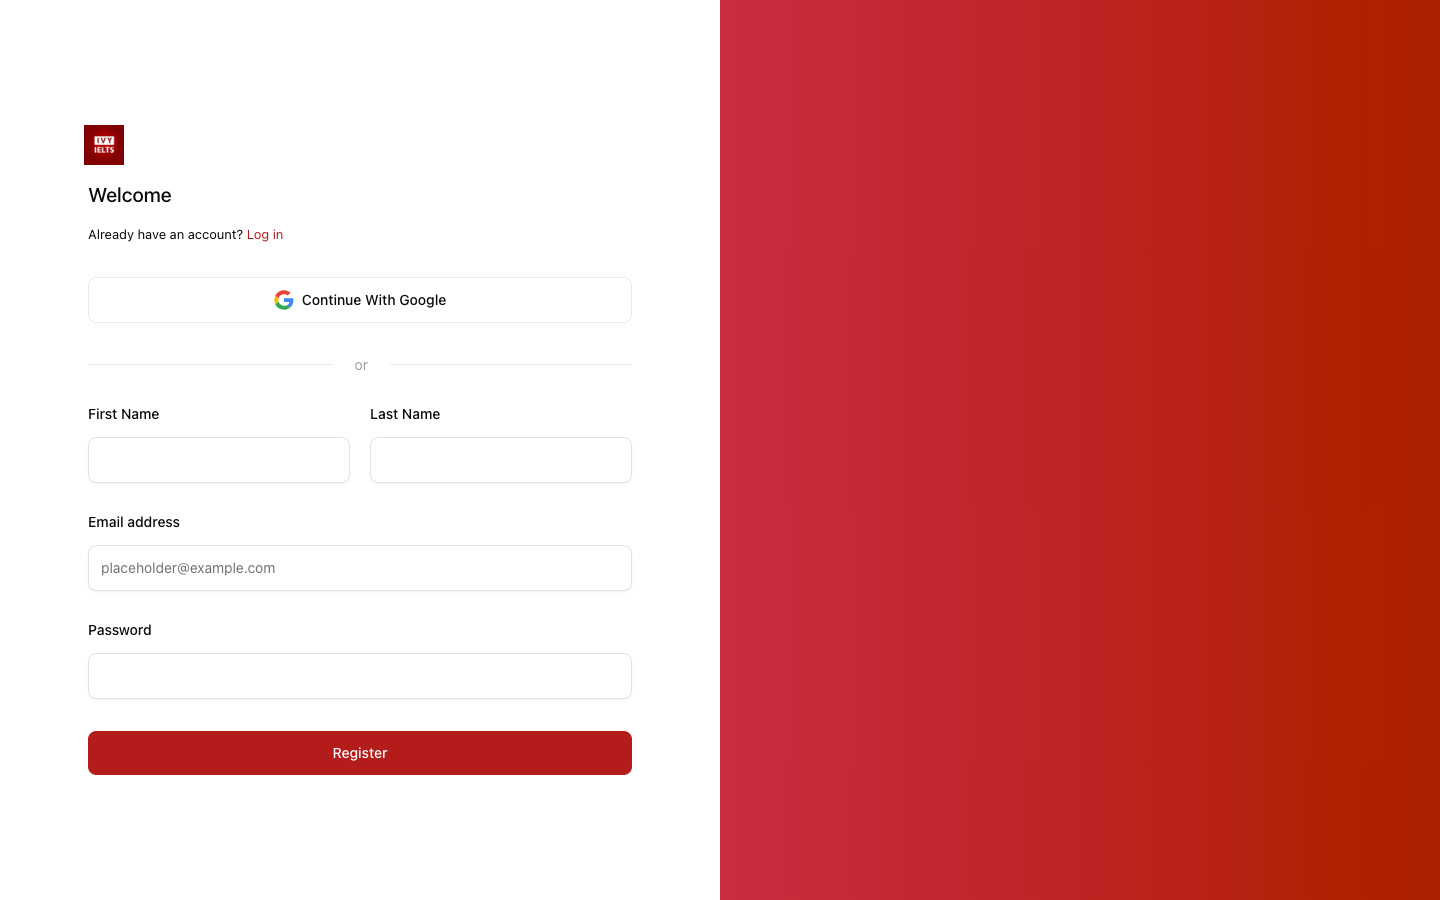 IVY
IELTS
Welcome
Already have an account? Log in
Continue With Google
or
First Name
Last Name
Email address
placeholder@example.com
Password
Register